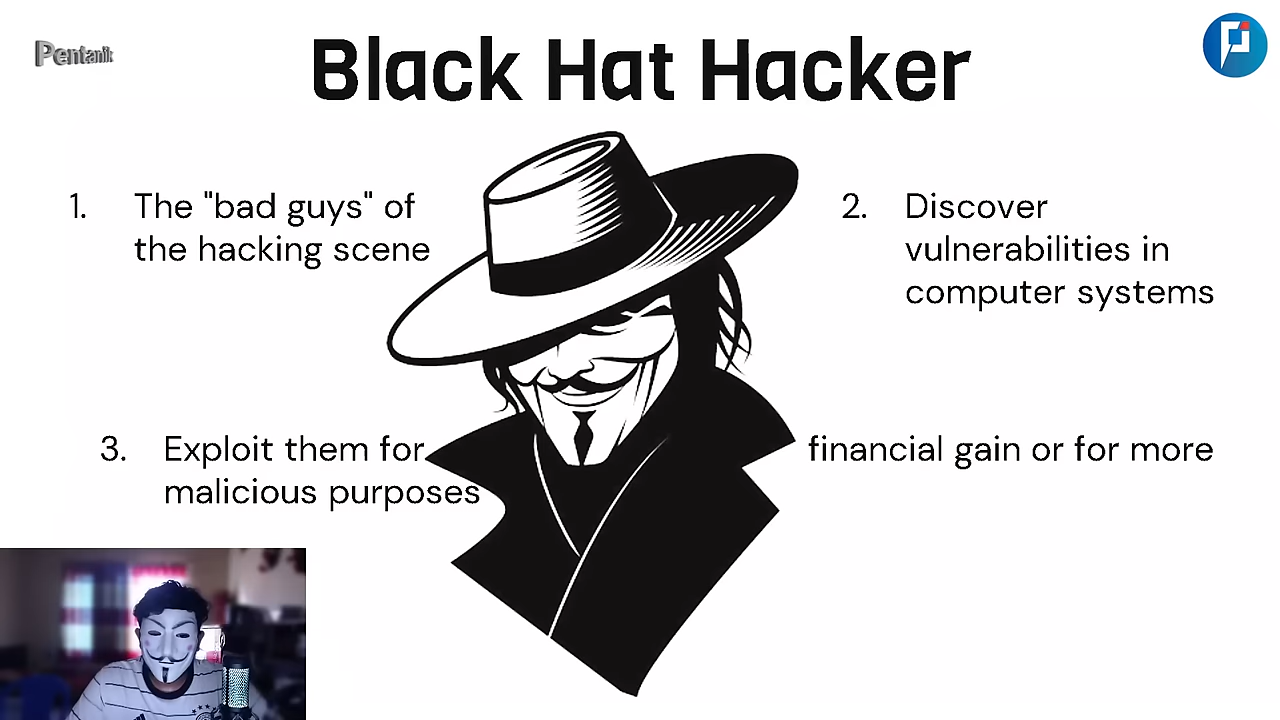 Pentanik
Black Hat Hacker
1. The "bad guys" of
the hacking scene
2. Discover
vulnerabilities in
computer systems
3. Exploit them for financial gain or for more
malicious purposes